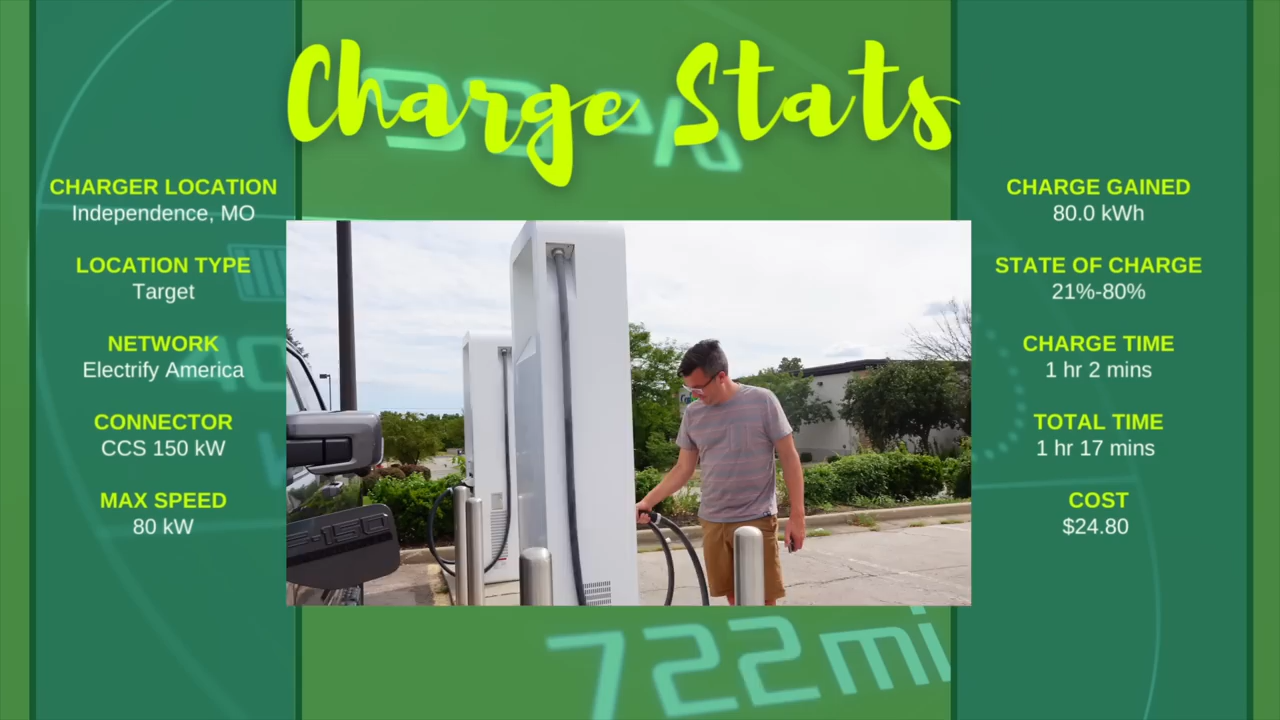 Charge Stats
CHARGER LOCATION
Independence, MO
LOCATION TYPE
Target
NETWORK
Electrify America
CONNECTOR
CCS 150 kW
MAX SPEED
80 kW
CHARGE GAINED
80.0 kWh
STATE OF CHARGE
21%-80%
CHARGE TIME
1 hr 2 mins
TOTAL TIME
1 hr 17 mins
COST
$24.80
F-150
722mi